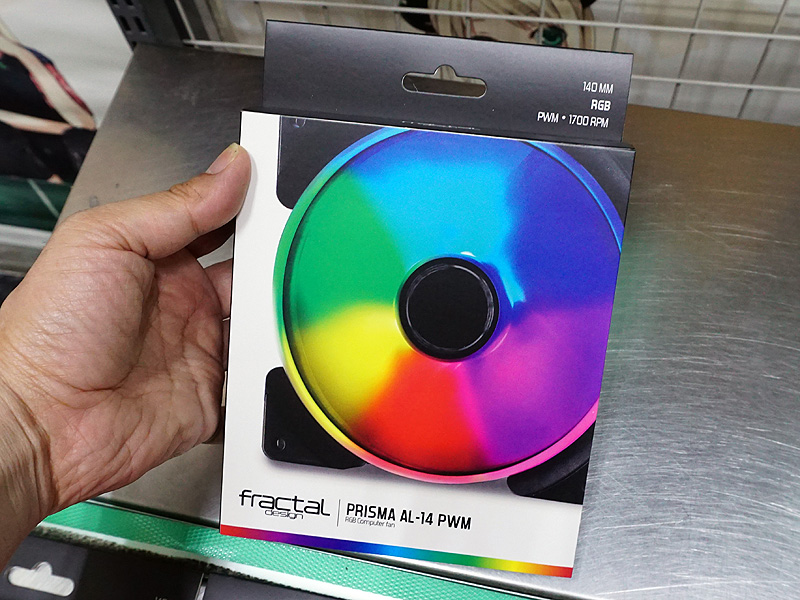 140 MM
RGB
PWM • 1700 RPM
fractal
design
PRISMA AL-14 PWM
RGB Computer fan